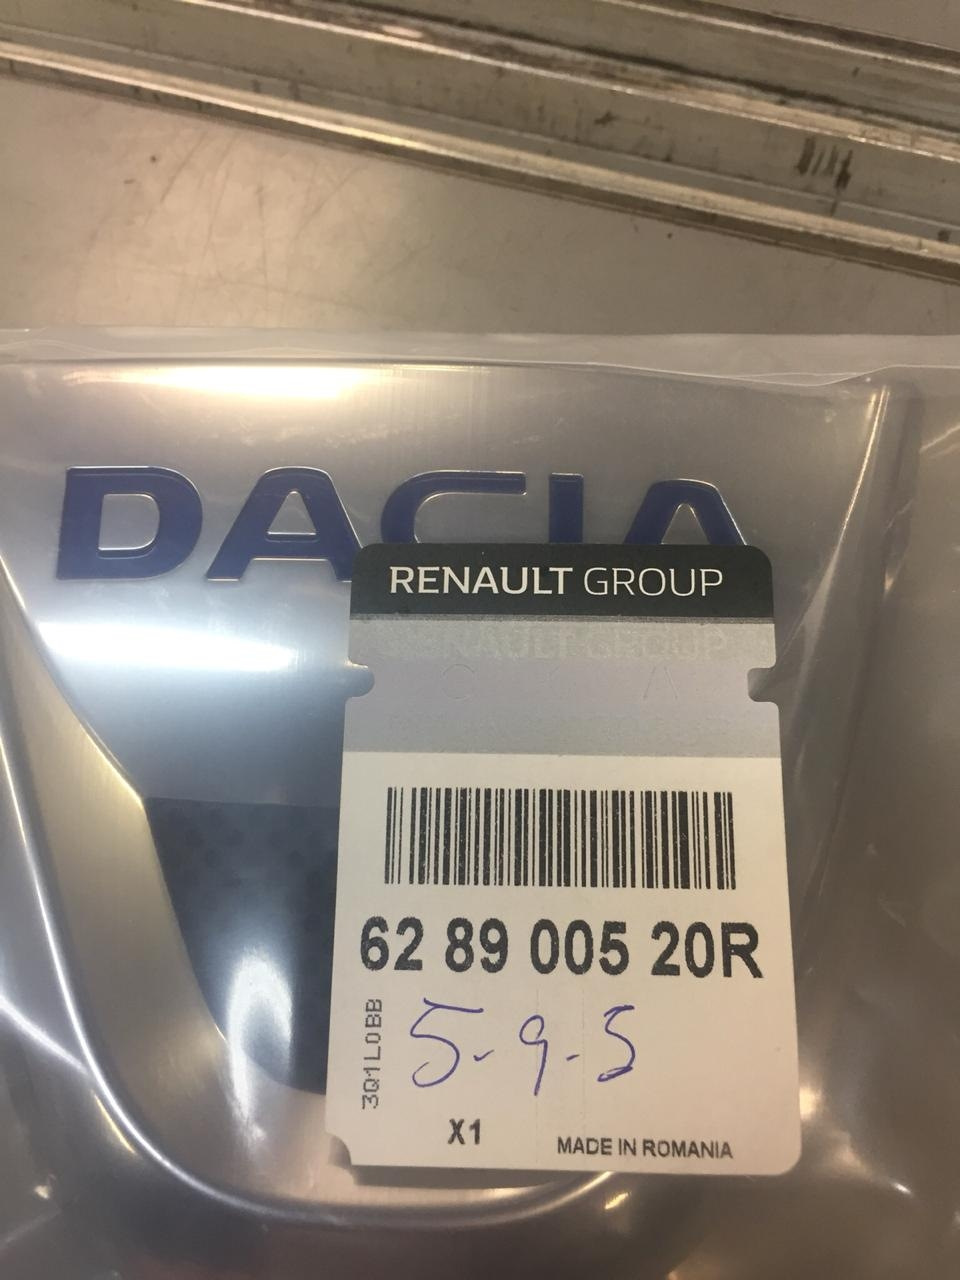 DACIA
RENAULT GROUP
62 89 005 20R
3Q1L0BB
5-9-5
X1
MADE IN ROMANIA